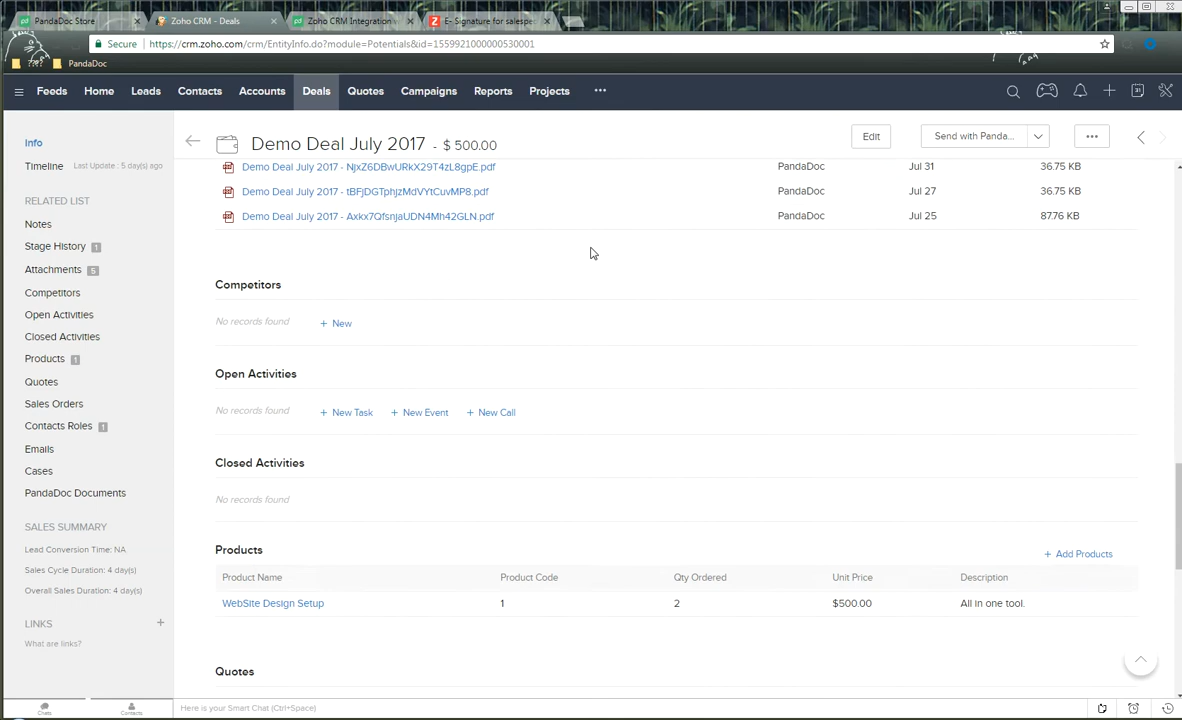 PandaDoc Store
Zoho CRM - Deals
Zoho CRM Integration w
E- Signature for salespe
Secure https://crm.zoho.com/crm/EntityInfo.do?module=Potentials&id=1559921000000530001
????
PandaDoc
Feeds Home Leads Contacts Accounts Deals Quotes Campaigns Reports Projects ...
31
Info
Timeline Last Update : 5 day(s) ago
RELATED LIST
Notes
Stage History 1
Attachments 5
Competitors
Open Activities
Closed Activities
Products 1
Quotes
Sales Orders
Contacts Roles 1
Emails
Cases
PandaDoc Documents
SALES SUMMARY
Lead Conversion Time: NA
Sales Cycle Duration: 4 day(s)
Overall Sales Duration: 4 day(s)
LINKS +
What are links?
Chats Contacts
Demo Deal July 2017 - $ 500.00
Edit
Send with Panda...
...
Demo Deal July 2017 - NjxZ6DBwURkX29T4zL8gpE.pdf PandaDoc Jul 31 36.75 KB
Demo Deal July 2017 - tBFjDGTphjzMdVYtCuvMP8.pdf PandaDoc Jul 27 36.75 KB
Demo Deal July 2017 - Axkx7QfsnjaUDN4Mh42GLN.pdf PandaDoc Jul 25 87.76 KB
Competitors
No records found + New
Open Activities
No records found + New Task + New Event + New Call
Closed Activities
No records found
Products + Add Products
Product Name Product Code Qty Ordered Unit Price Description
WebSite Design Setup 1 2 $500.00 All in one tool.
Quotes
Here is your Smart Chat (Ctrl+Space)